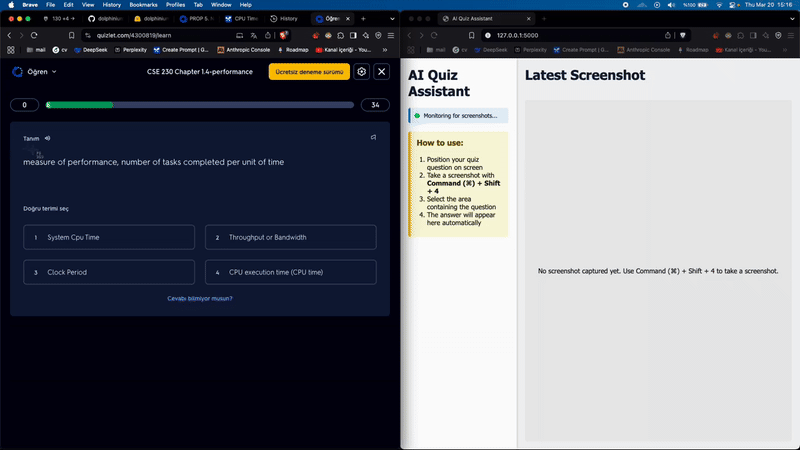 Brave File Edit View History Bookmarks Profiles Tab Window Help
%100 Thu Mar 20 15:16
130 dolphinium dolphinium PROP 5. CPU Time History Öğren
quizlet.com/4300819/learn
mail cv DeepSeek Perplexity Create Prompt | G... Anthropic Console Roadmap Kanal içeriği - You...
Öğren
CSE 230 Chapter 1.4-performance
Ücretsiz deneme sürümü
0
34
Tanım
measure of performance, number of tasks completed per unit of time
Doğru terimi seç
1 System Cpu Time
2 Throughput or Bandwidth
3 Clock Period
4 CPU execution time (CPU time)
Cevabı bilmiyor musun?
AI Quiz Assistant
127.0.0.1:5000
mail cv DeepSeek Perplexity Create Prompt | G... Anthropic Console Roadmap Kanal içeriği - You...
AI Quiz
Assistant
Monitoring for screenshots...
How to use:
1. Position your quiz
question on screen
2. Take a screenshot with
Command (⌘) + Shift
+ 4
3. Select the area
containing the question
4. The answer will appear
here automatically
Latest Screenshot
No screenshot captured yet. Use Command (⌘) + Shift + 4 to take a screenshot.